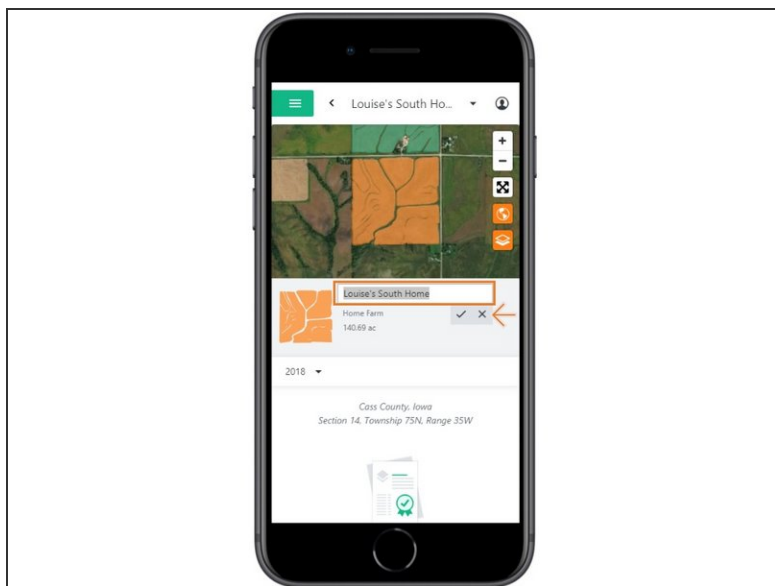 Louise's South Ho...
+
−
Louise's South Home
Home Farm
140.69 ac
2018
Cass County, Iowa
Section 14, Township 75N, Range 35W